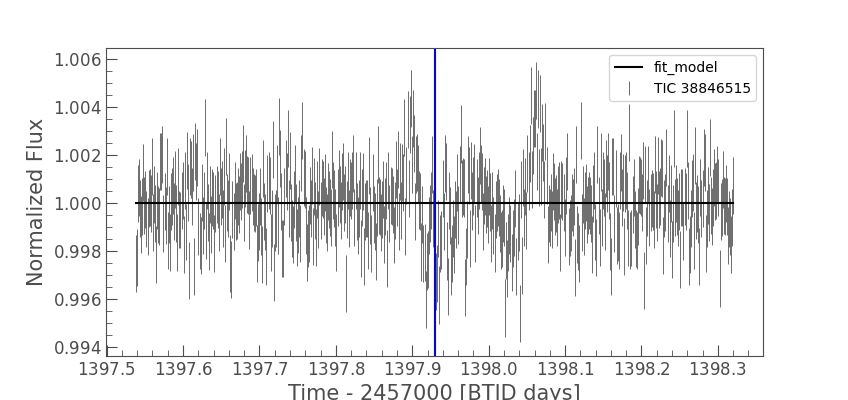 1.006
1.004
1.002
1.000
0.998
0.996
0.994
Normalized Flux
fit_model
TIC 38846515
1397.5 1397.6 1397.7 1397.8 1397.9 1398.0 1398.1 1398.2 1398.3
Time - 2457000 [BTJD days]